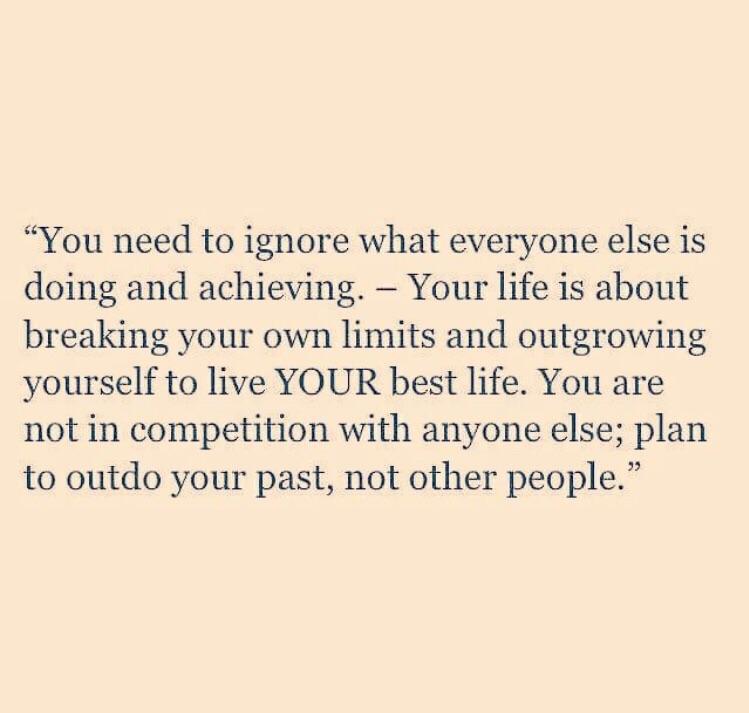 “You need to ignore what everyone else is
doing and achieving. – Your life is about
breaking your own limits and outgrowing
yourself to live YOUR best life. You are
not in competition with anyone else; plan
to outdo your past, not other people.”